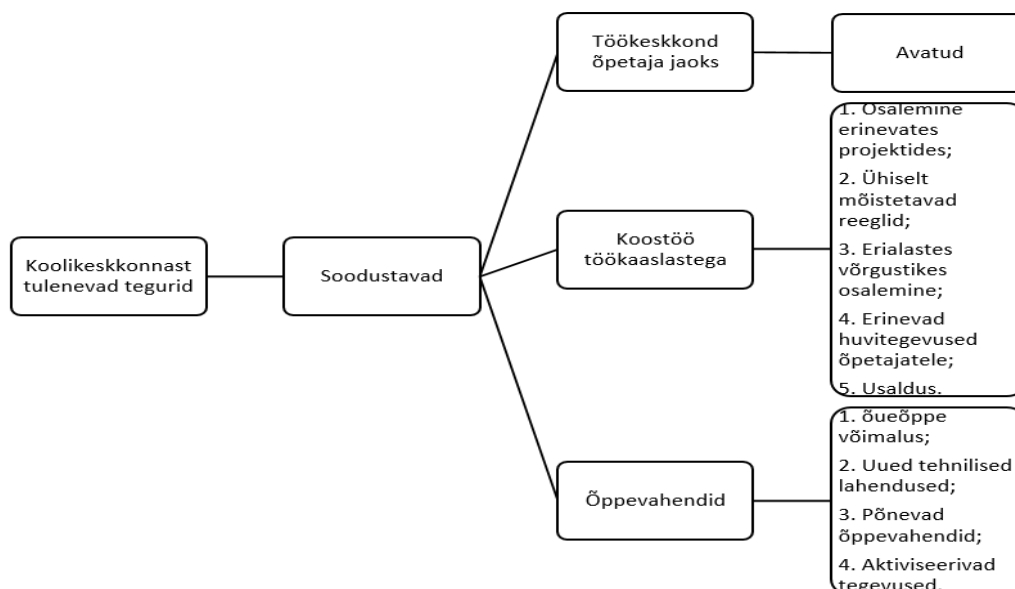 Koolikeskkonnast
tulenevad tegurid
Soodustavad
Töökeskkond
õpetaja jaoks
Avatud
Koostöö
töökaaslastega
1. Osalemine
erinevates
projektides;
2. Ühiselt
mõistetavad
reeglid;
3. Erialastes
võrgustikes
osalemine;
4. Erinevad
huvitegevused
õpetajatele;
5. Usaldus.
Õppevahendid
1. õueõppe
võimalus;
2. Uued tehnilised
lahendused;
3. Põnevad
õppevahendid;
4. Aktiviseerivad
tegevused.